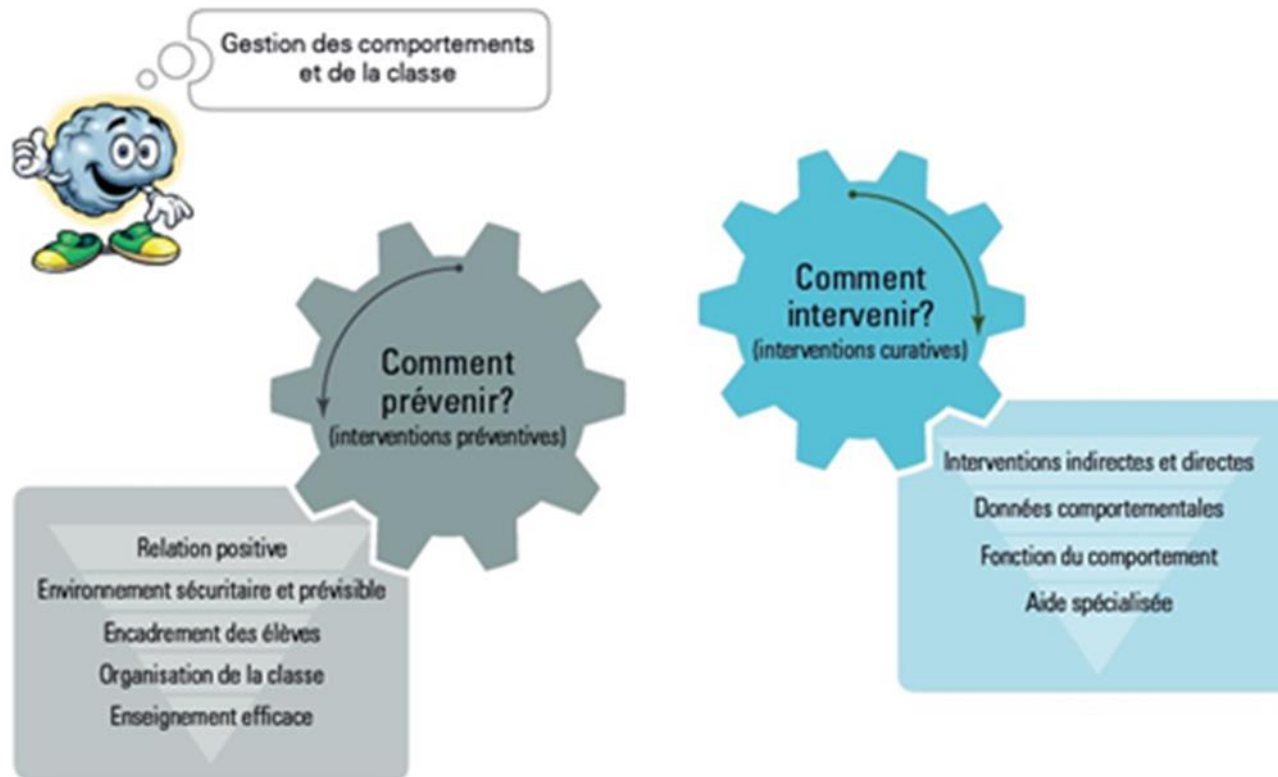 Gestion des comportements
et de la classe
Comment
prévenir?
(interventions préventives)
Relation positive
Environnement sécuritaire et prévisible
Encadrement des élèves
Organisation de la classe
Enseignement efficace
Comment
intervenir?
(interventions curatives)
Interventions indirectes et directes
Données comportementales
Fonction du comportement
Aide spécialisée